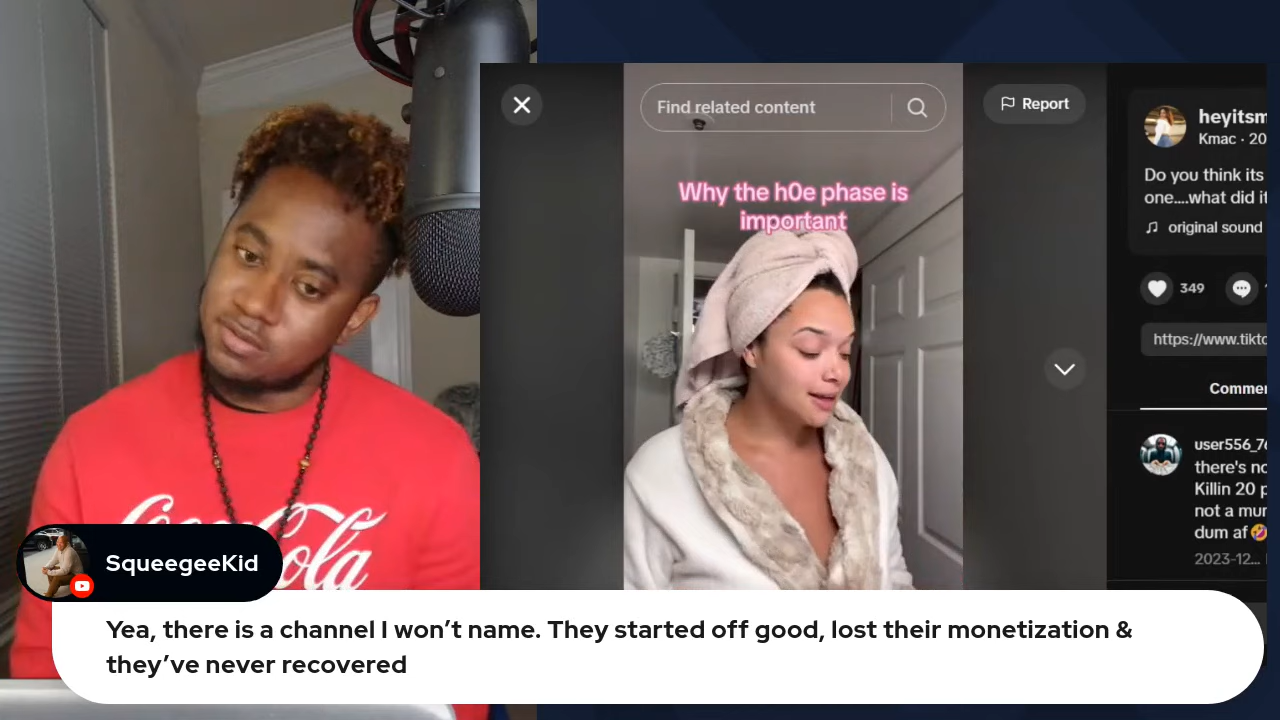 Find related content
Report
Why the h0e phase is
important
heyitsm
Kmac · 20
Do you think its
one....what did it
original sound
349
https://www.tikto
Comme
user556_7
there's no
Killin 20 p
not a mur
dum af 🤣
2023-12...
Coca Cola
SqueegeeKid
Yea, there is a channel I won’t name. They started off good, lost their monetization &
they’ve never recovered